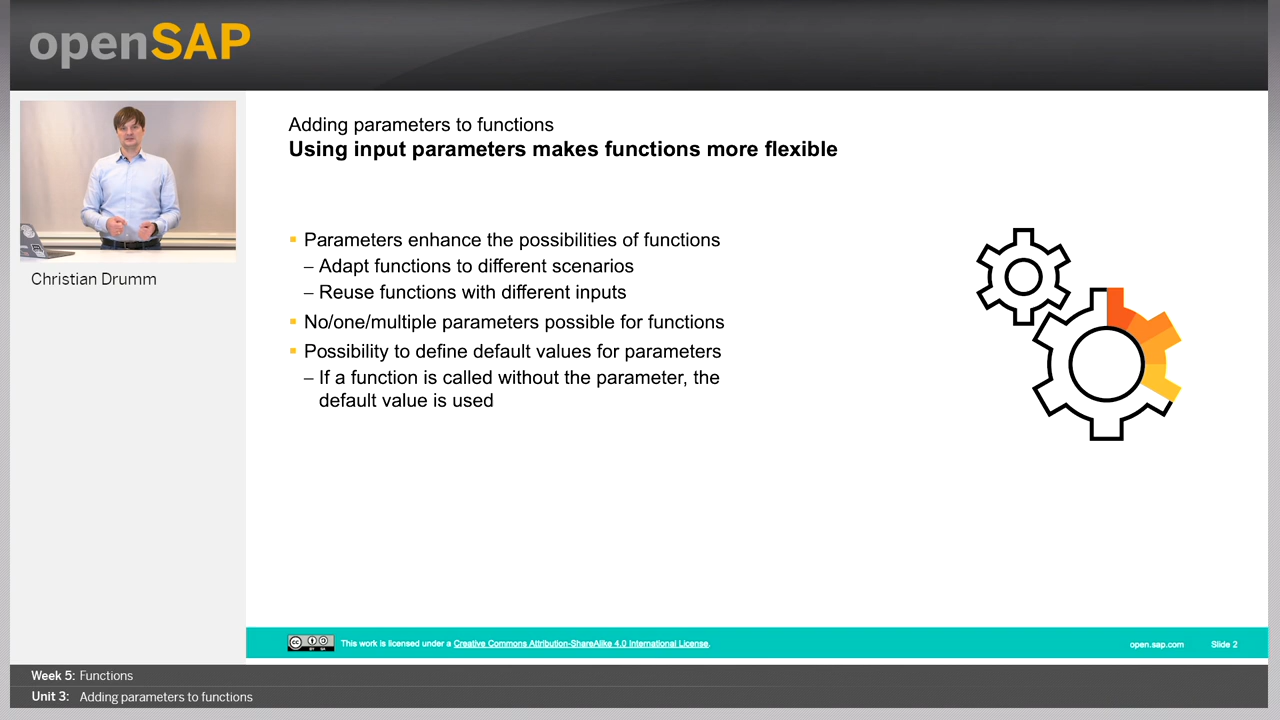 openSAP
Christian Drumm
Adding parameters to functions
Using input parameters makes functions more flexible
▪ Parameters enhance the possibilities of functions
– Adapt functions to different scenarios
– Reuse functions with different inputs
▪ No/one/multiple parameters possible for functions
▪ Possibility to define default values for parameters
– If a function is called without the parameter, the
default value is used
cc BY SA This work is licensed under a Creative Commons Attribution-ShareAlike 4.0 International License. open.sap.com Slide 2
Week 5: Functions
Unit 3: Adding parameters to functions